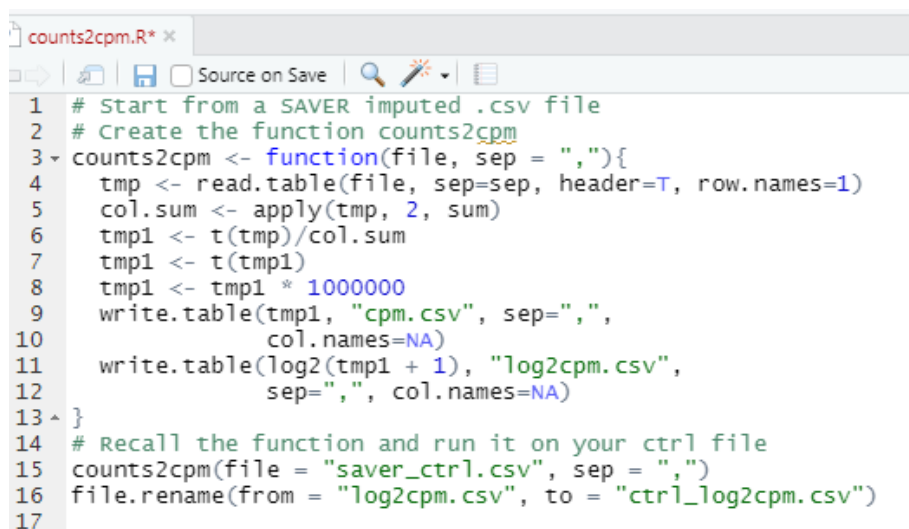 counts2cpm.R* ×
Source on Save
1 # Start from a SAVER imputed .csv file
2 # Create the function counts2cpm
3 counts2cpm <- function(file, sep = ","){
4   tmp <- read.table(file, sep=sep, header=T, row.names=1)
5   col.sum <- apply(tmp, 2, sum)
6   tmp1 <- t(tmp)/col.sum
7   tmp1 <- t(tmp1)
8   tmp1 <- tmp1 * 1000000
9   write.table(tmp1, "cpm.csv", sep=",",
10               col.names=NA)
11   write.table(log2(tmp1 + 1), "log2cpm.csv",
12               sep=",", col.names=NA)
13 }
14 # Recall the function and run it on your ctrl file
15 counts2cpm(file = "saver_ctrl.csv", sep = ",")
16 file.rename(from = "log2cpm.csv", to = "ctrl_log2cpm.csv")
17